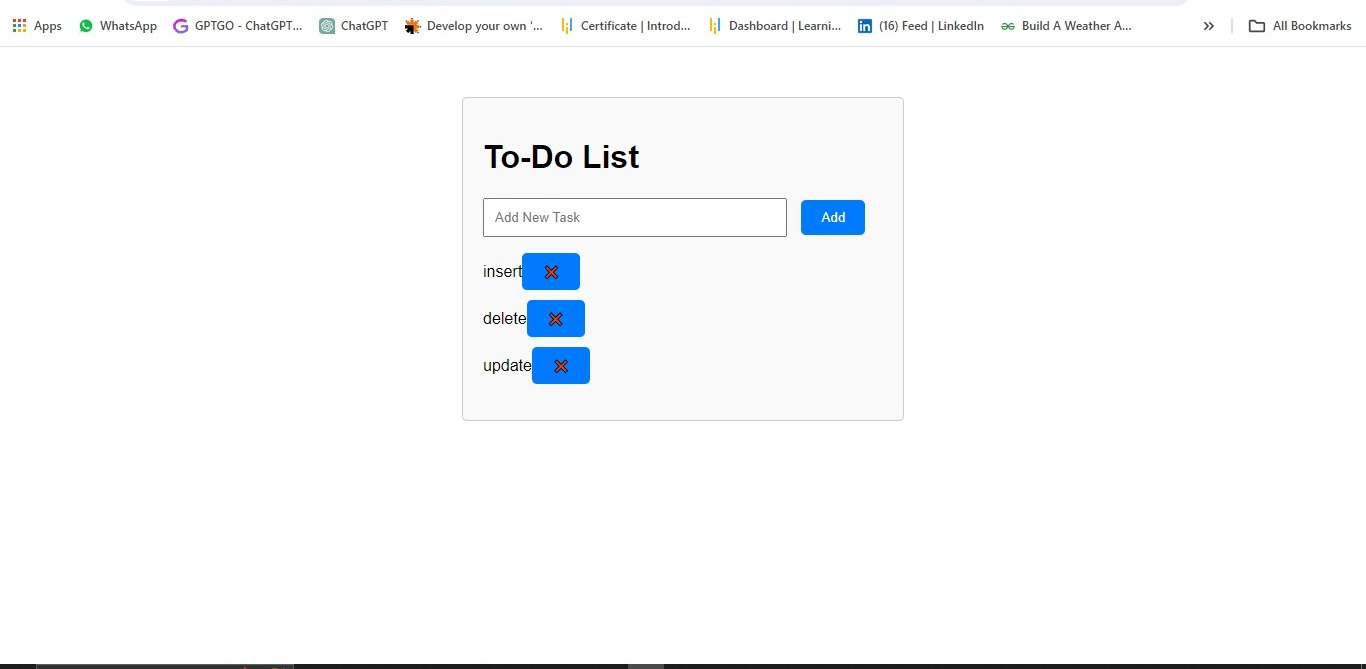 Apps WhatsApp GPTGO - ChatGPT... ChatGPT Develop your own '... Certificate | Introd... Dashboard | Learni... (16) Feed | LinkedIn Build A Weather A... All Bookmarks
To-Do List
Add New Task Add
insert
delete
update